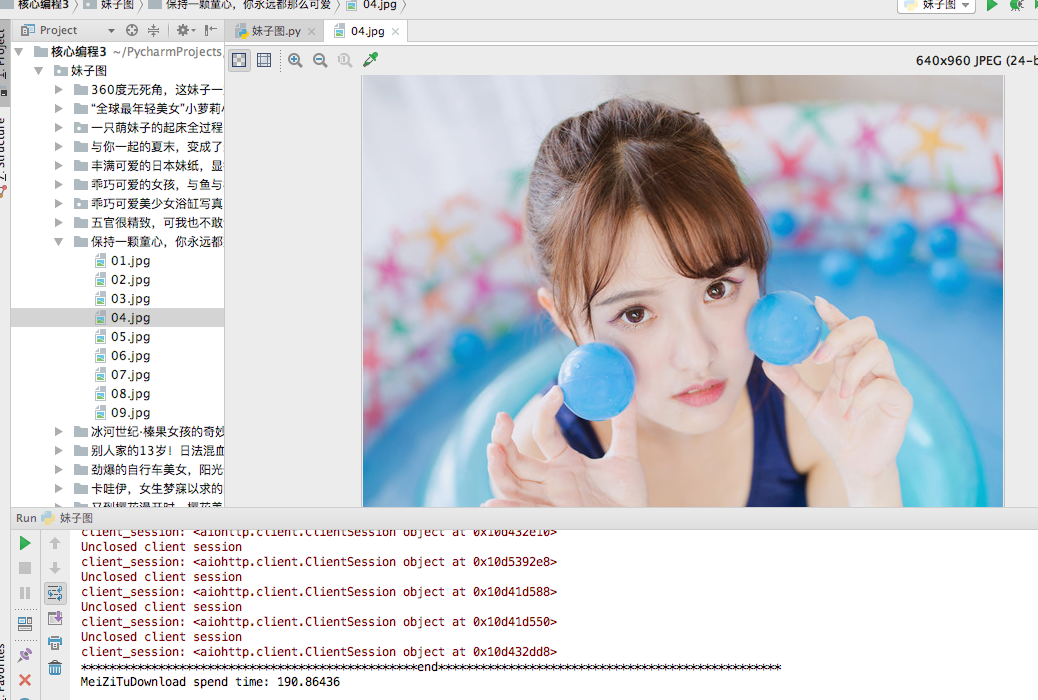 核心编程3 妹子图 保持一颗童心，你永远都那么可爱 04.jpg
妹子图
Project
妹子图.py
04.jpg
640x960 JPEG (24-b
核心编程3 ~/PycharmProjects
妹子图
360度无死角，这妹子一
“全球最年轻美女”小萝莉
一只萌妹子的起床全过程
与你一起的夏末，变成了
丰满可爱的日本妹纸，显
乖巧可爱的女孩，与鱼与
乖巧可爱美少女浴缸写真
五官很精致，可我也不敢
保持一颗童心，你永远都
01.jpg
02.jpg
03.jpg
04.jpg
05.jpg
06.jpg
07.jpg
08.jpg
09.jpg
冰河世纪·榛果女孩的奇妙
别人家的13岁！日法混血
劲爆的自行车美女，阳光
卡哇伊，女生梦寐以求的
Run 妹子图
client_session: <aiohttp.client.ClientSession object at 0x10d432e10>
Unclosed client session
client_session: <aiohttp.client.ClientSession object at 0x10d5392e8>
Unclosed client session
client_session: <aiohttp.client.ClientSession object at 0x10d41d588>
Unclosed client session
client_session: <aiohttp.client.ClientSession object at 0x10d41d550>
Unclosed client session
client_session: <aiohttp.client.ClientSession object at 0x10d432dd8>
************************************************end*************************************************
MeiZiTuDownload spend time: 190.86436